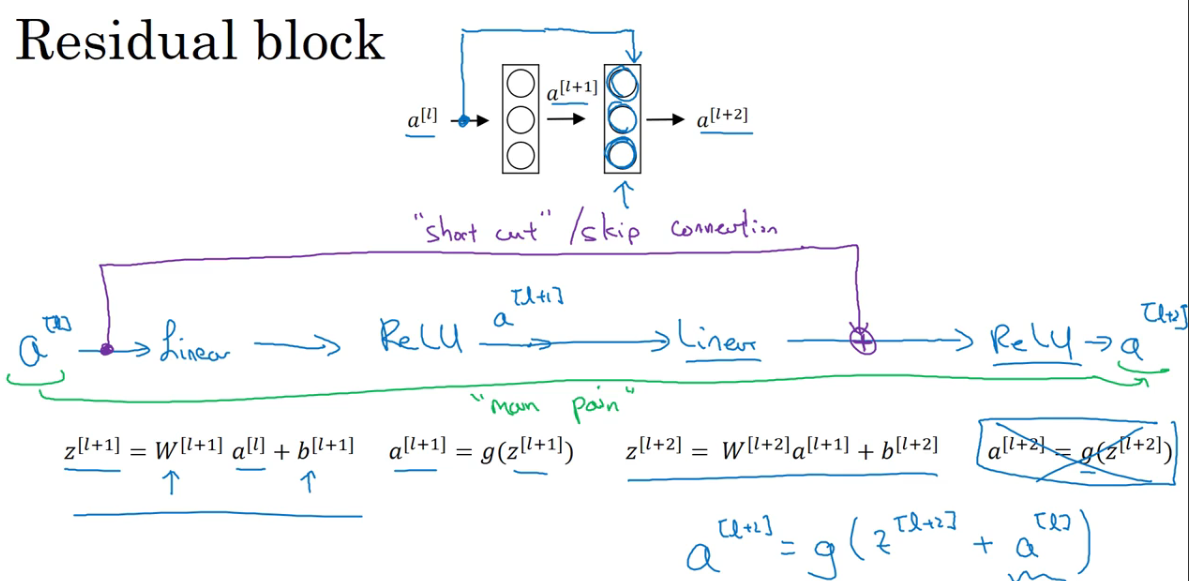 Residual block
a^[l] a^[l+1] a^[l+2]
"short cut" / skip connection
a^[l] → Linear → ReLU a^[l+1] → Linear → ReLU → a^[l+2]
"main path"
z^[l+1] = W^[l+1] a^[l] + b^[l+1] a^[l+1] = g(z^[l+1]) z^[l+2] = W^[l+2] a^[l+1] + b^[l+2] a^[l+2] = g(z^[l+2])
a^[l+2] = g(z^[l+2] + a^[l])